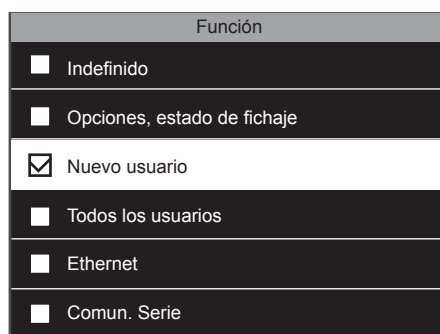 Función
Indefinido
Opciones, estado de fichaje
Nuevo usuario
Todos los usuarios
Ethernet
Comun. Serie